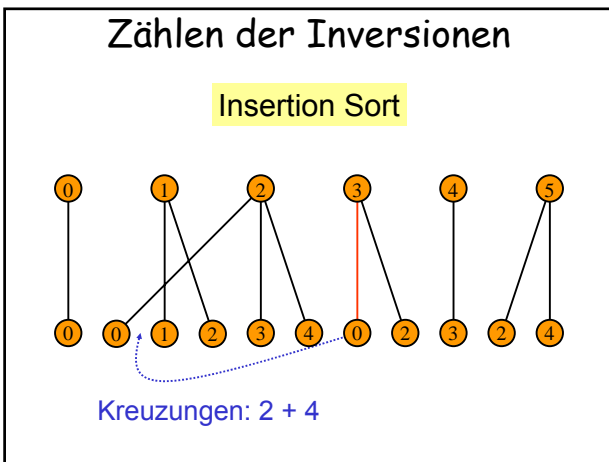 Zählen der Inversionen
Insertion Sort
0 1 2 3 4 5
0 0 1 2 3 4 0 2 3 2 4
Kreuzungen: 2 + 4